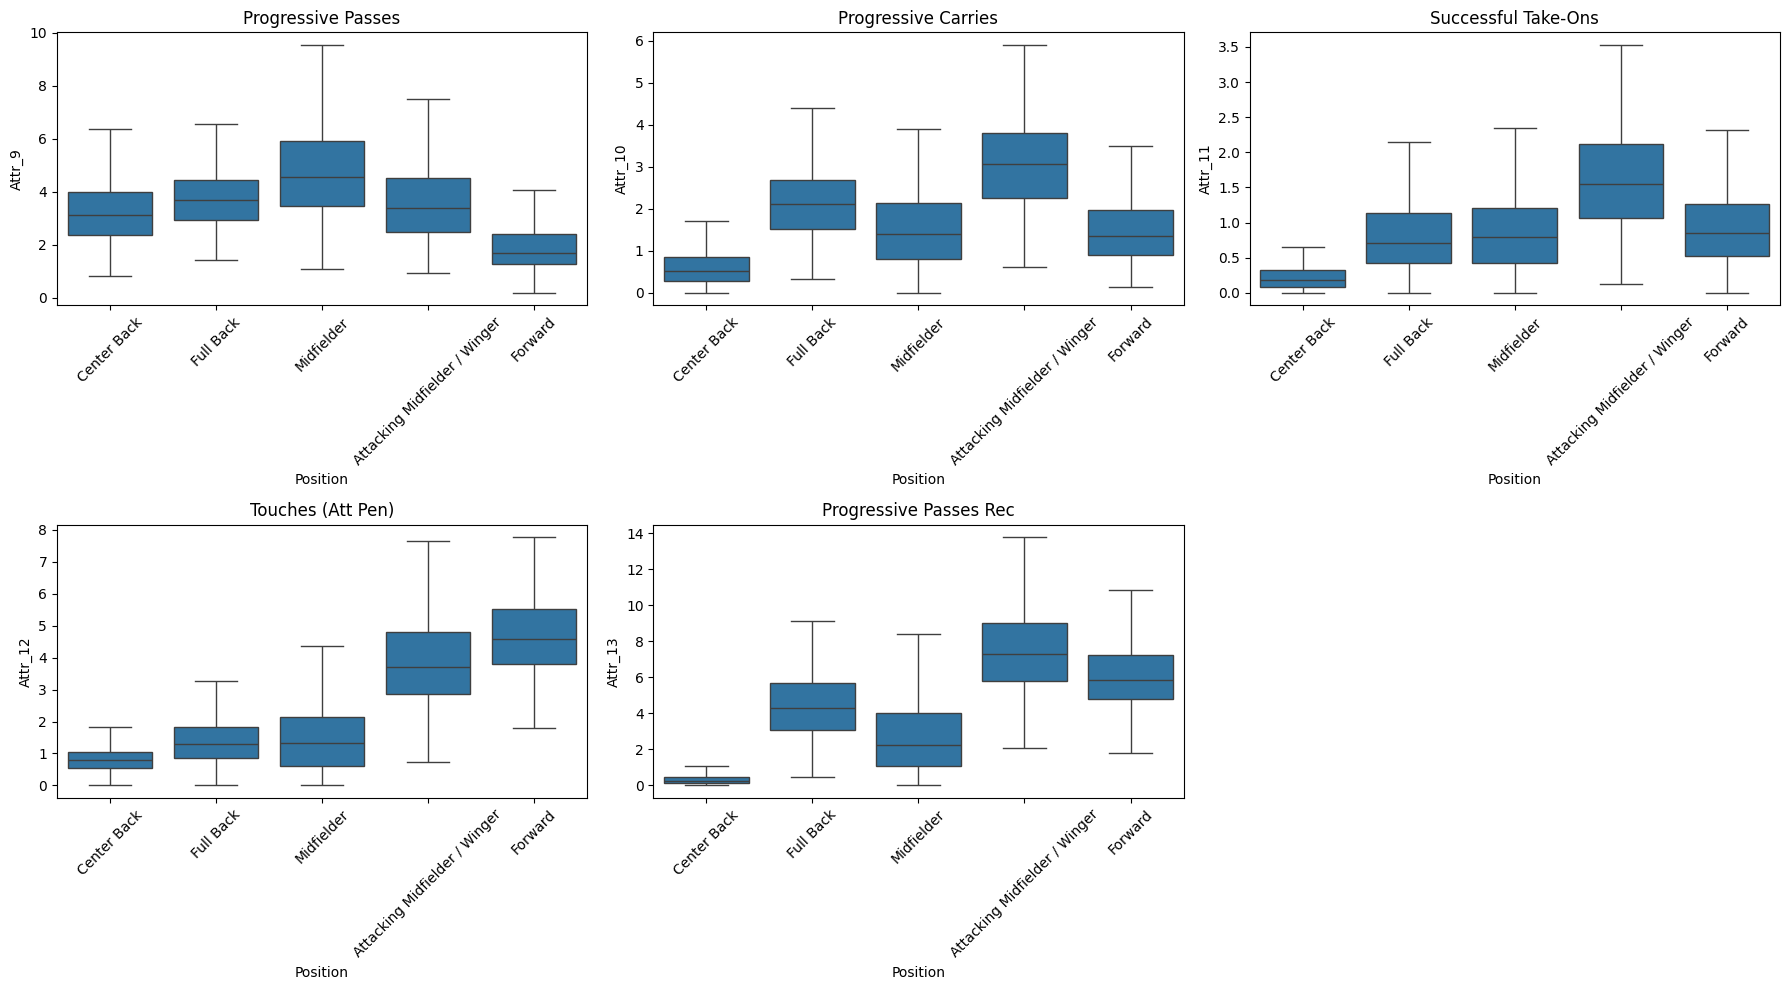 Progressive Passes
Attr_9
10
8
6
4
2
0
Center Back
Full Back
Midfielder
Attacking Midfielder / Winger
Forward
Position
Progressive Carries
Attr_10
6
5
4
3
2
1
0
Center Back
Full Back
Midfielder
Attacking Midfielder / Winger
Forward
Position
Successful Take-Ons
Attr_11
3.5
3.0
2.5
2.0
1.5
1.0
0.5
0.0
Center Back
Full Back
Midfielder
Attacking Midfielder / Winger
Forward
Position
Touches (Att Pen)
Attr_12
8
7
6
5
4
3
2
1
0
Center Back
Full Back
Midfielder
Attacking Midfielder / Winger
Forward
Position
Progressive Passes Rec
Attr_13
14
12
10
8
6
4
2
0
Center Back
Full Back
Midfielder
Attacking Midfielder / Winger
Forward
Position